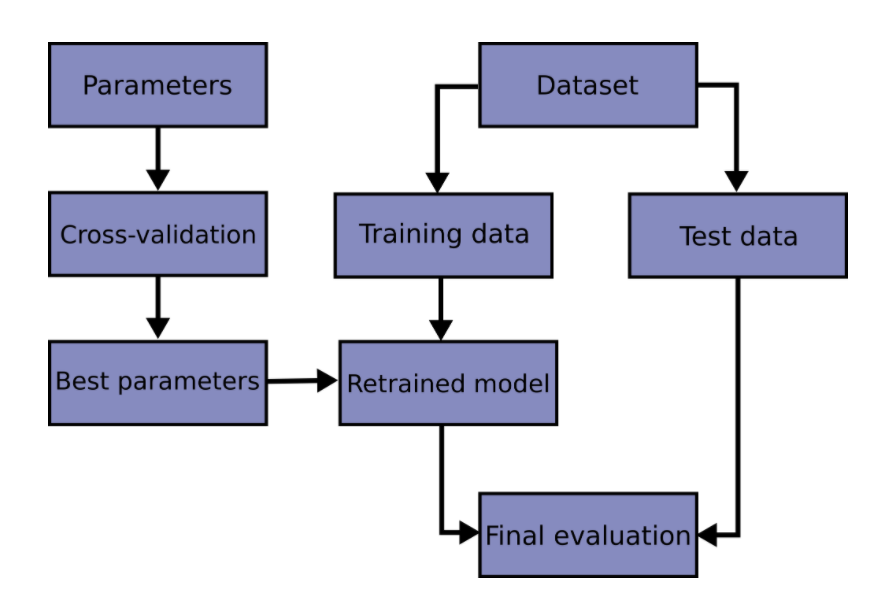 Parameters
Dataset
Cross-validation
Training data
Test data
Best parameters
Retrained model
Final evaluation